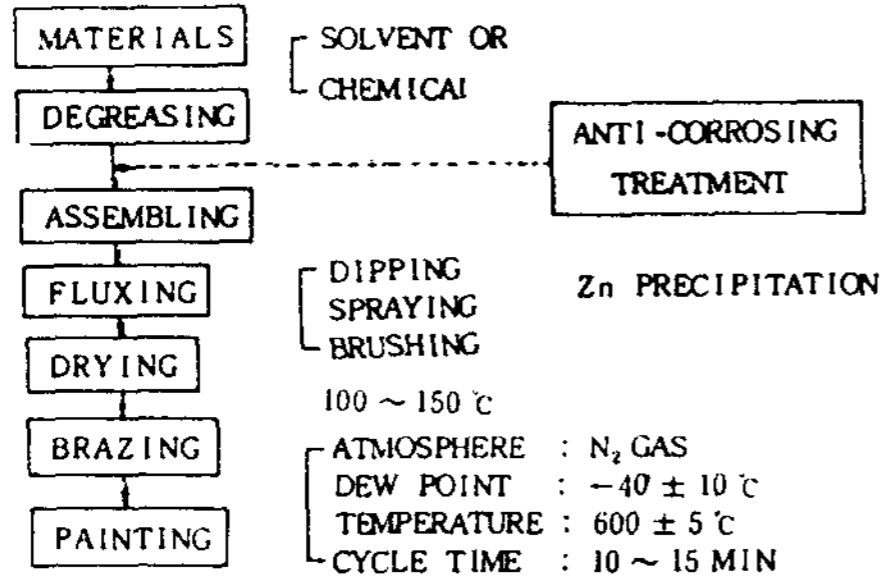 MATERIALS
SOLVENT OR
CHEMICAl
DEGREASING
ANTI-CORROSING
TREATMENT
ASSEMBLING
FLUXING
DIPPING
SPRAYING
BRUSHING
Zn PRECIPITATION
DRYING
100 ~ 150 ℃
BRAZING
ATMOSPHERE : N₂ GAS
DEW POINT : −40 ± 10 ℃
TEMPERATURE : 600 ± 5 ℃
CYCLE TIME : 10 ~ 15 MIN
PAINTING